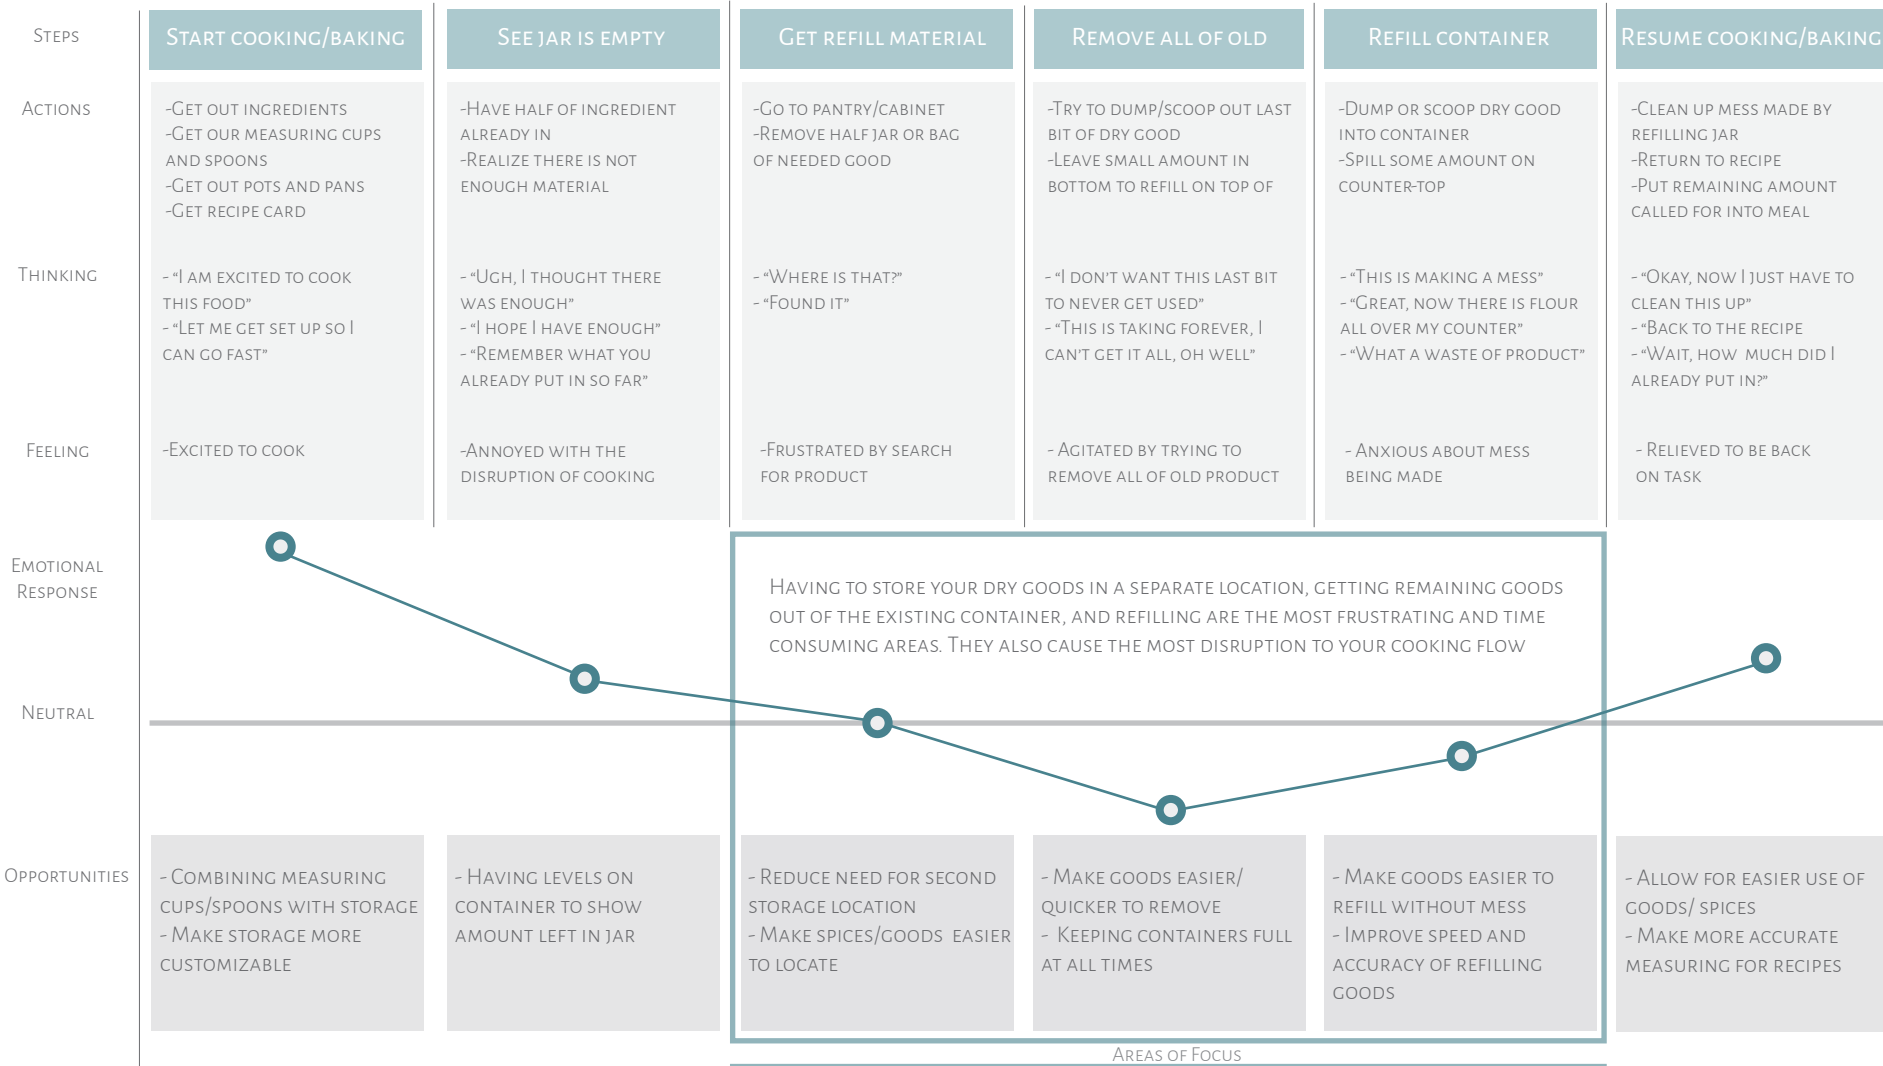 Steps
Start cooking/baking
See jar is empty
Get refill material
Remove all of old
Refill container
Resume cooking/baking
Actions
-Get out ingredients
-Get our measuring cups
and spoons
-Get out pots and pans
-Get recipe card
-Have half of ingredient
already in
-Realize there is not
enough material
-Go to pantry/cabinet
-Remove half jar or bag
of needed good
-Try to dump/scoop out last
bit of dry good
-Leave small amount in
bottom to refill on top of
-Dump or scoop dry good
into container
-Spill some amount on
counter-top
-Clean up mess made by
refilling jar
-Return to recipe
-Put remaining amount
called for into meal
Thinking
- “I am excited to cook
this food”
- “Let me get set up so I
can go fast”
- “Ugh, I thought there
was enough”
- “I hope I have enough”
- “Remember what you
already put in so far”
- “Where is that?”
- “Found it”
- “I don’t want this last bit
to never get used”
- “This is taking forever, I
can’t get it all, oh well”
- “This is making a mess”
- “Great, now there is flour
all over my counter”
- “What a waste of product”
- “Okay, now I just have to
clean this up”
- “Back to the recipe
- “Wait, how much did I
already put in?”
Feeling
-Excited to cook
-Annoyed with the
disruption of cooking
-Frustrated by search
for product
- Agitated by trying to
remove all of old product
- Anxious about mess
being made
- Relieved to be back
on task
Emotional
Response
Having to store your dry goods in a separate location, getting remaining goods
out of the existing container, and refilling are the most frustrating and time
consuming areas. They also cause the most disruption to your cooking flow
Neutral
Opportunities
- Combining measuring
cups/spoons with storage
- Make storage more
customizable
- Having levels on
container to show
amount left in jar
- Reduce need for second
storage location
- Make spices/goods easier
to locate
- Make goods easier/
quicker to remove
- Keeping containers full
at all times
- Make goods easier to
refill without mess
- Improve speed and
accuracy of refilling
goods
- Allow for easier use of
goods/ spices
- Make more accurate
measuring for recipes
Areas of Focus